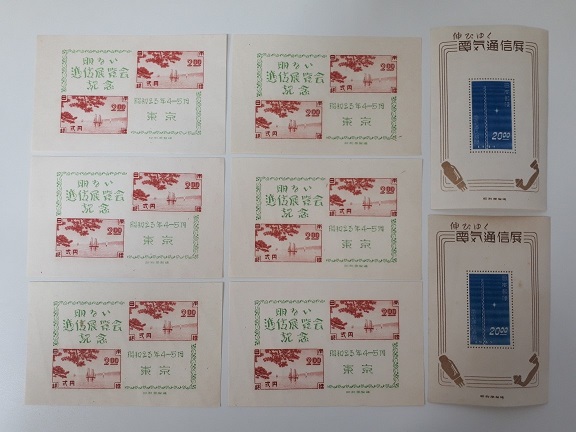 明るい
逓信展覧会
記念
2.00
弐円
2.00
弐円
昭和23年4–5月
東京
明るい
逓信展覧会
記念
2.00
弐円
2.00
弐円
昭和23年4–5月
東京
明るい
逓信展覧会
記念
2.00
弐円
2.00
弐円
昭和23年4–5月
東京
明るい
逓信展覧会
記念
2.00
弐円
2.00
弐円
昭和23年4–5月
東京
明るい
逓信展覧会
記念
2.00
弐円
2.00
弐円
昭和23年4–5月
東京
明るい
逓信展覧会
記念
2.00
弐円
2.00
弐円
昭和23年4–5月
東京
伸びゆく
電気通信展
20.00
伸びゆく
電気通信展
20.00